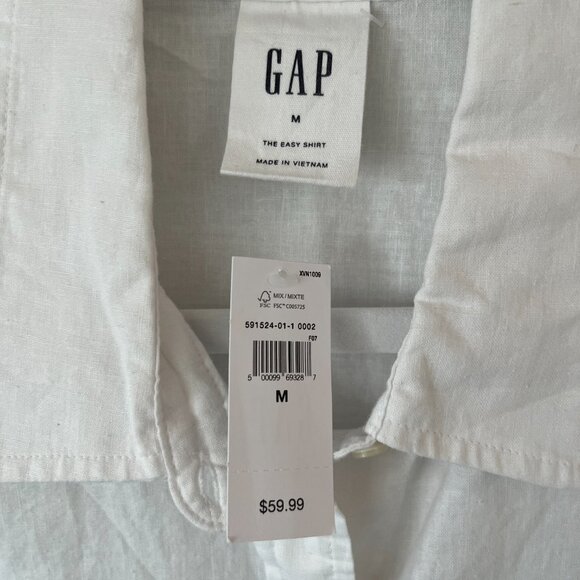 GAP
M
THE EASY SHIRT
MADE IN VIETNAM
XVN1009
MIX / MIXTE
FSC FSC™ C005725
591524-01-1 0002
F07
5 00099 69328 7
M
$59.99